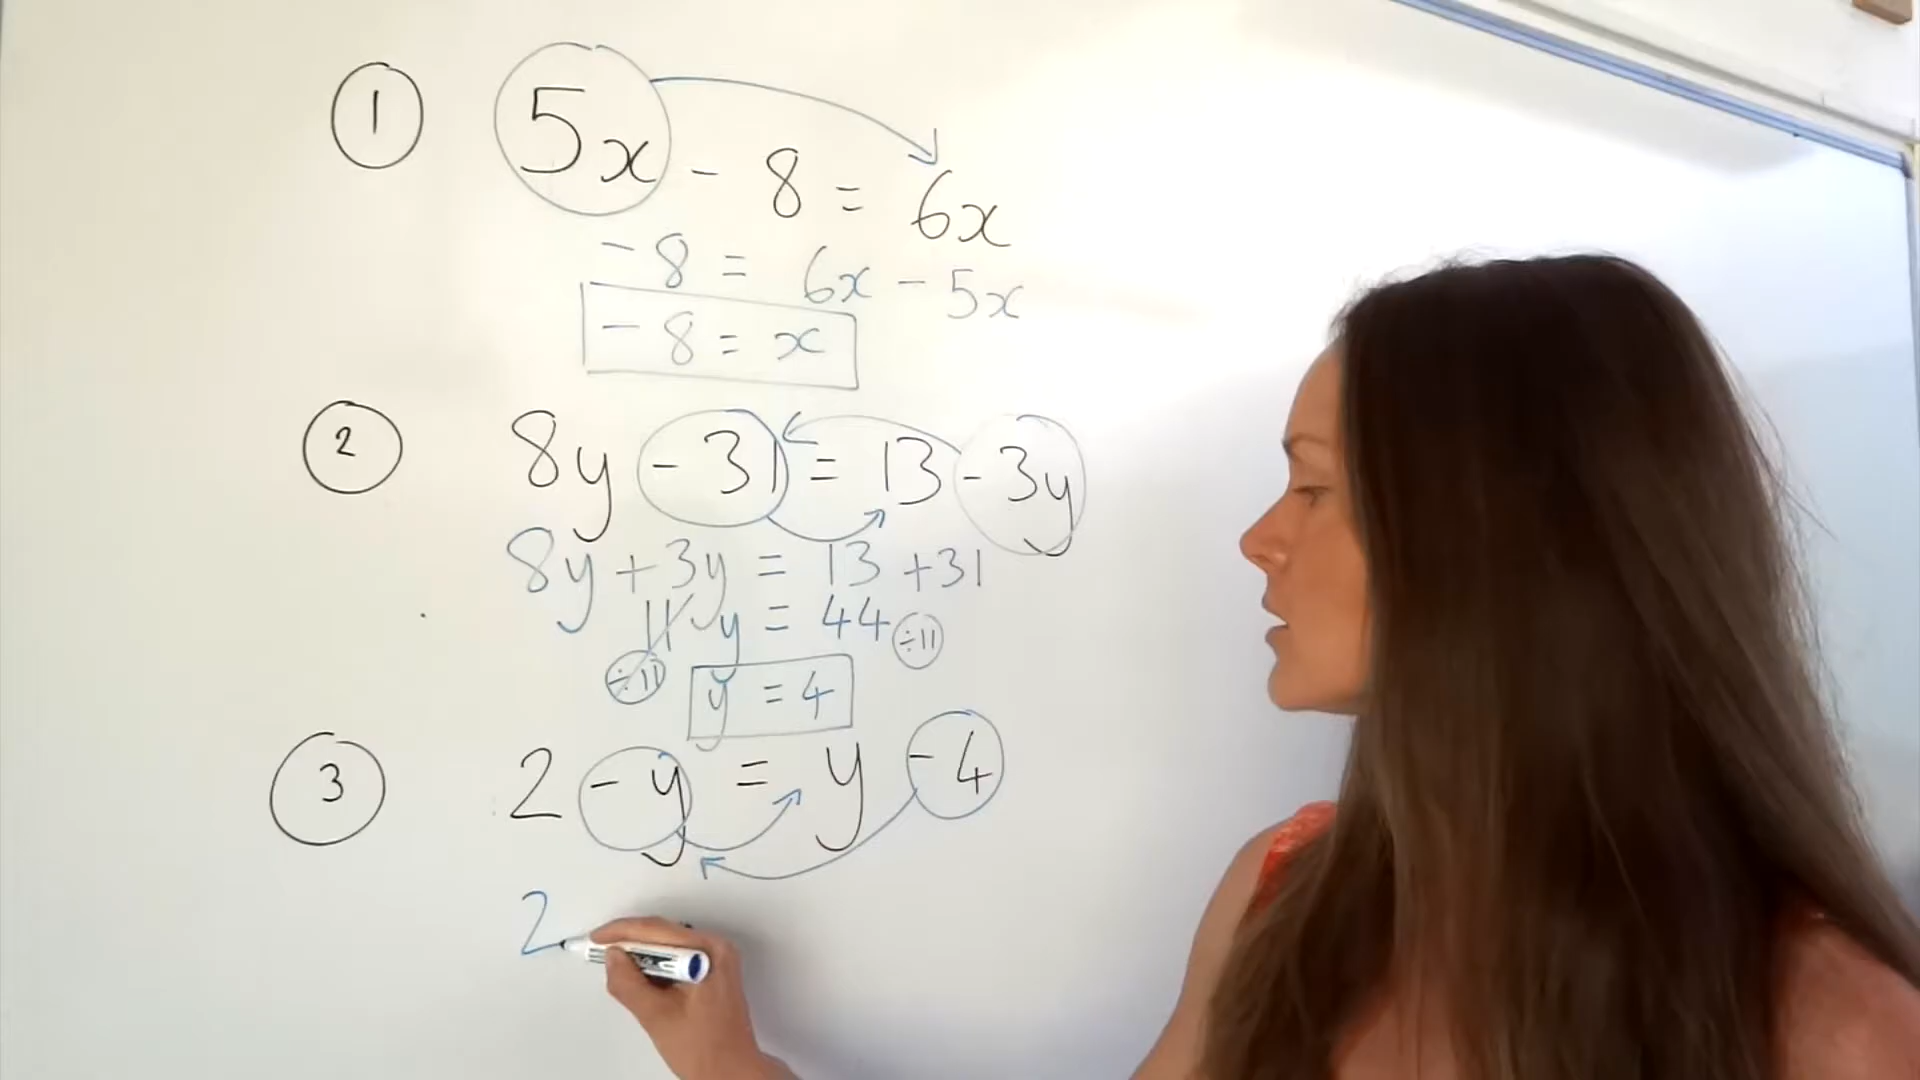 1 5x - 8 = 6x
- 8 = 6x - 5x
- 8 = x
2 8y - 31 = 13 - 3y
8y + 3y = 13 + 31
11 y = 44 ÷11
÷11 y = 4
3 2 - y = y - 4
2